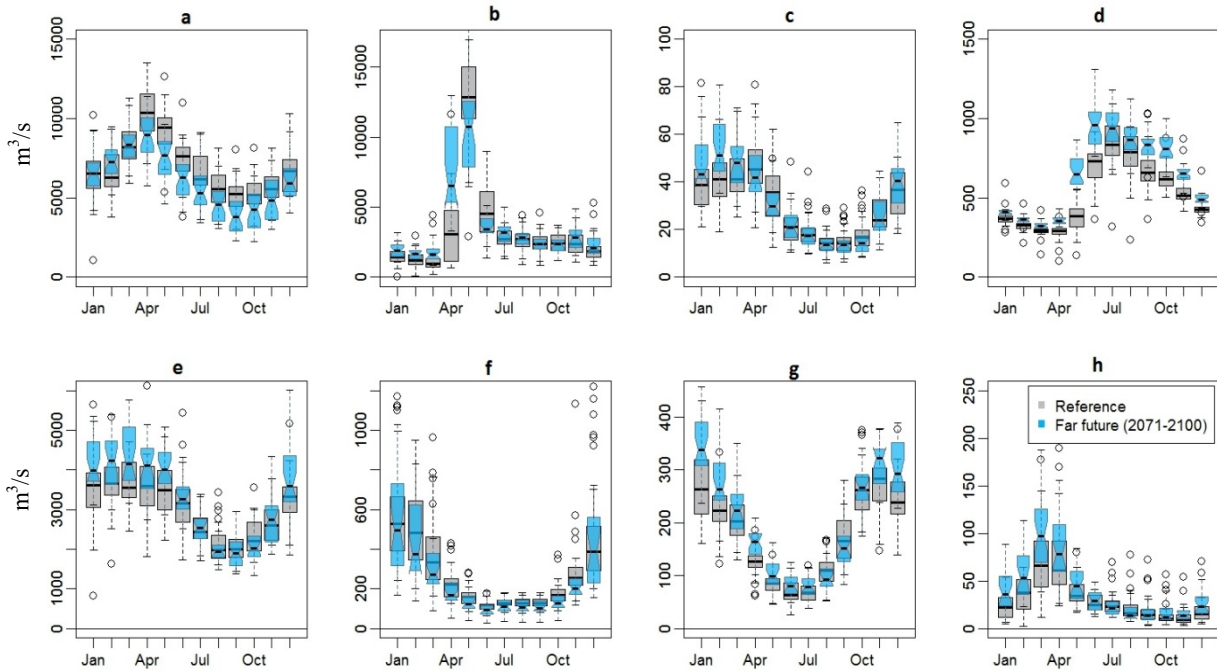 a
b
c
d
m³/s
0 5000 10000 15000
0 5000 10000 15000
0 20 40 60 80 100
0 500 1000 1500
Jan Apr Jul Oct
Jan Apr Jul Oct
Jan Apr Jul Oct
Jan Apr Jul Oct
e
f
g
h
m³/s
0 1000 3000 5000
0 200 600 1000
0 100 200 300 400
0 50 100 150 200 250
Reference
Far future (2071-2100)
Jan Apr Jul Oct
Jan Apr Jul Oct
Jan Apr Jul Oct
Jan Apr Jul Oct